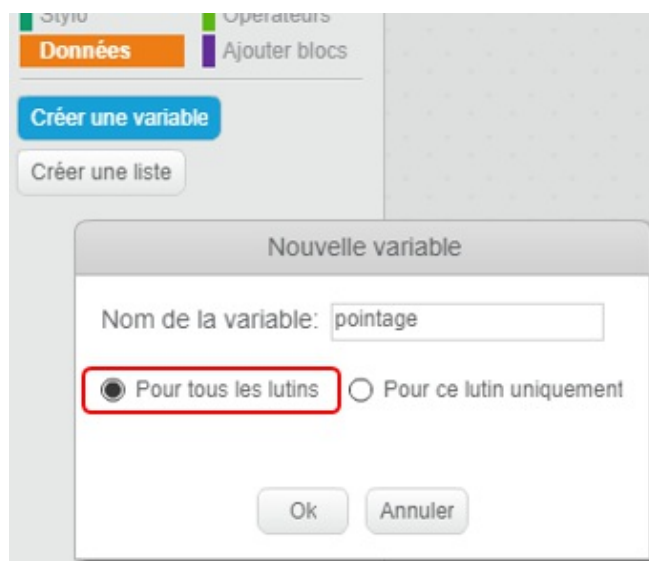 Stylo Opérateurs
Données Ajouter blocs
Créer une variable
Créer une liste
Nouvelle variable
Nom de la variable: pointage
Pour tous les lutins Pour ce lutin uniquement
Ok Annuler